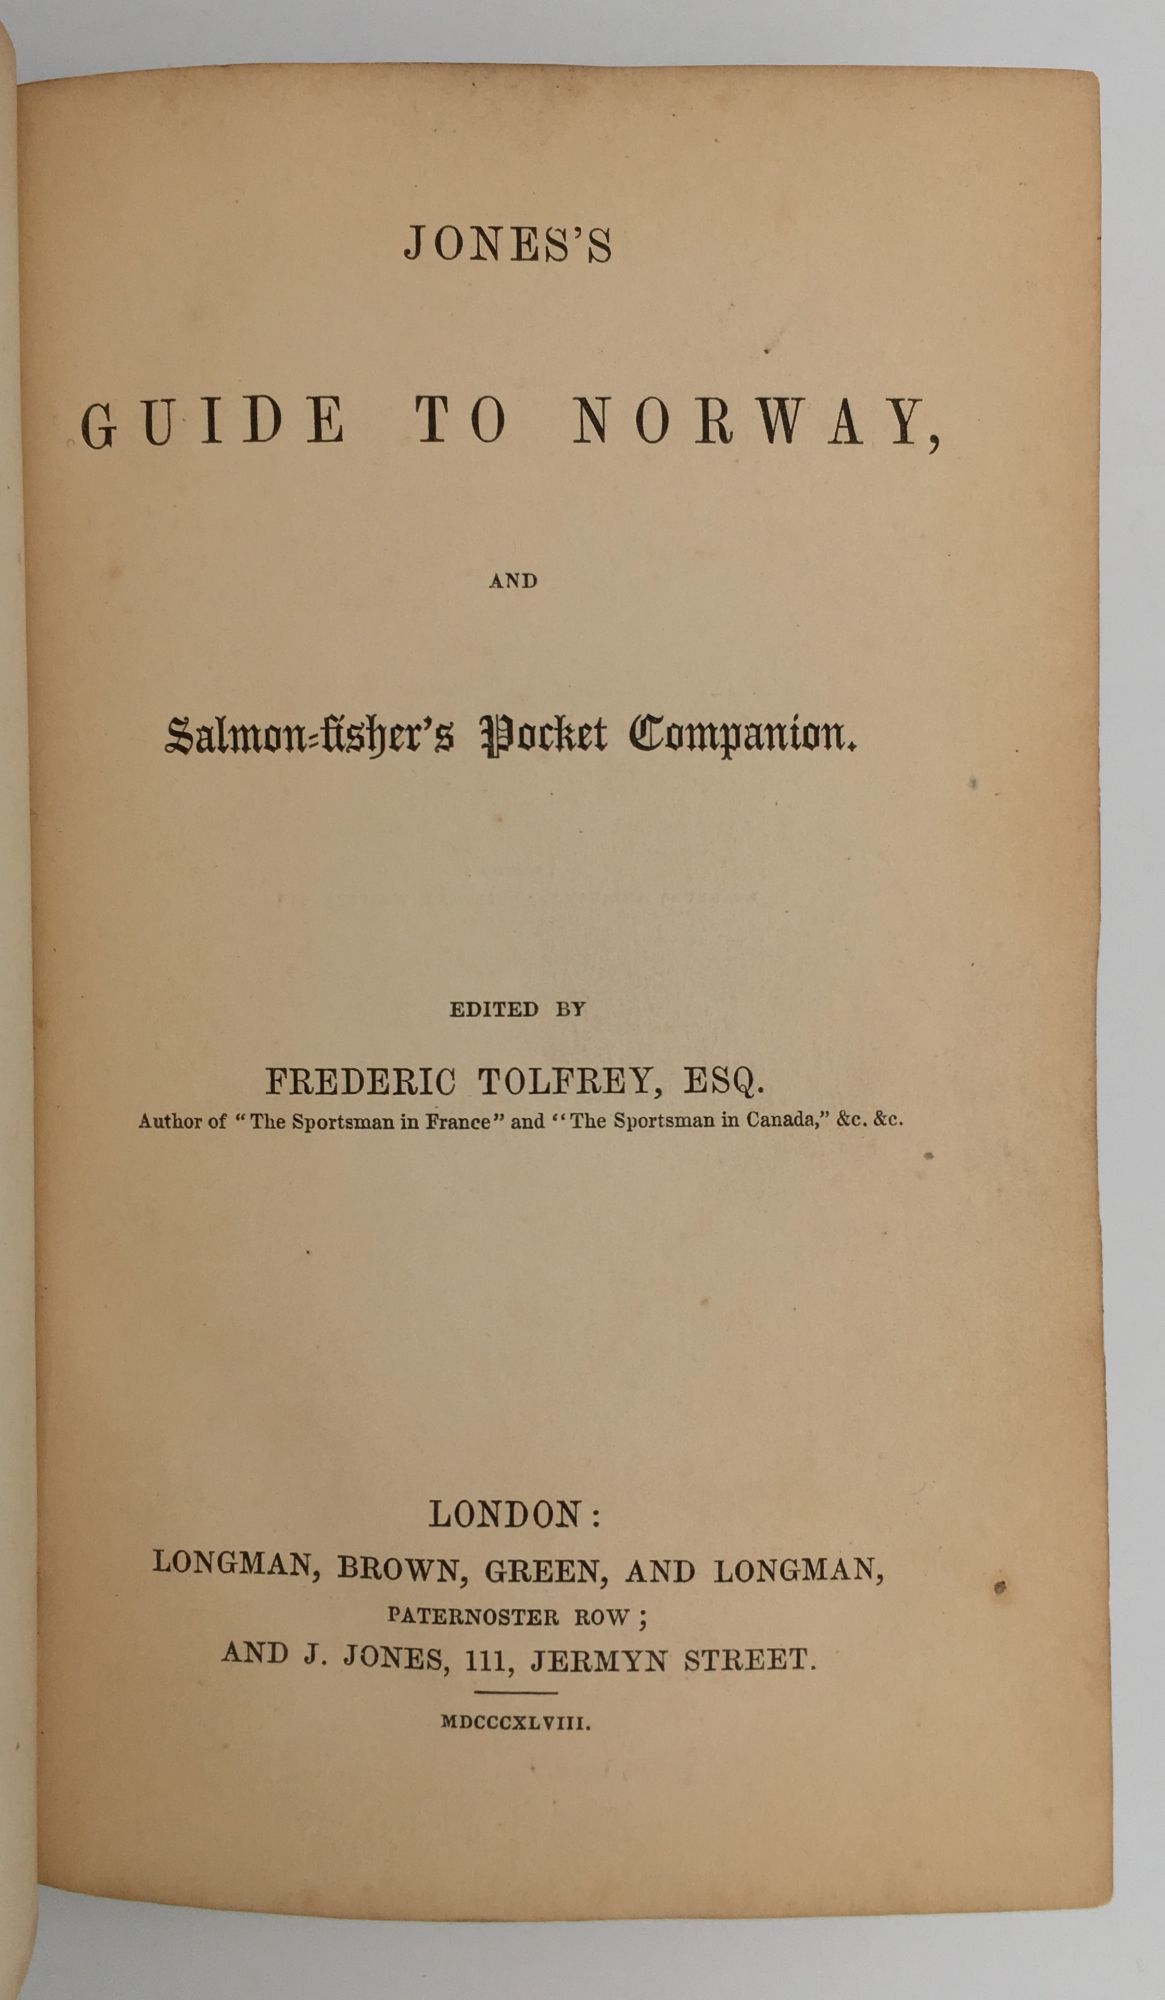 JONES'S
GUIDE TO NORWAY,
AND
Salmon-fisher's Pocket Companion.
EDITED BY
FREDERIC TOLFREY, ESQ.
Author of "The Sportsman in France" and "The Sportsman in Canada," &c. &c.
LONDON:
LONGMAN, BROWN, GREEN, AND LONGMAN,
PATERNOSTER ROW;
AND J. JONES, 111, JERMYN STREET.
MDCCCXLVIII.